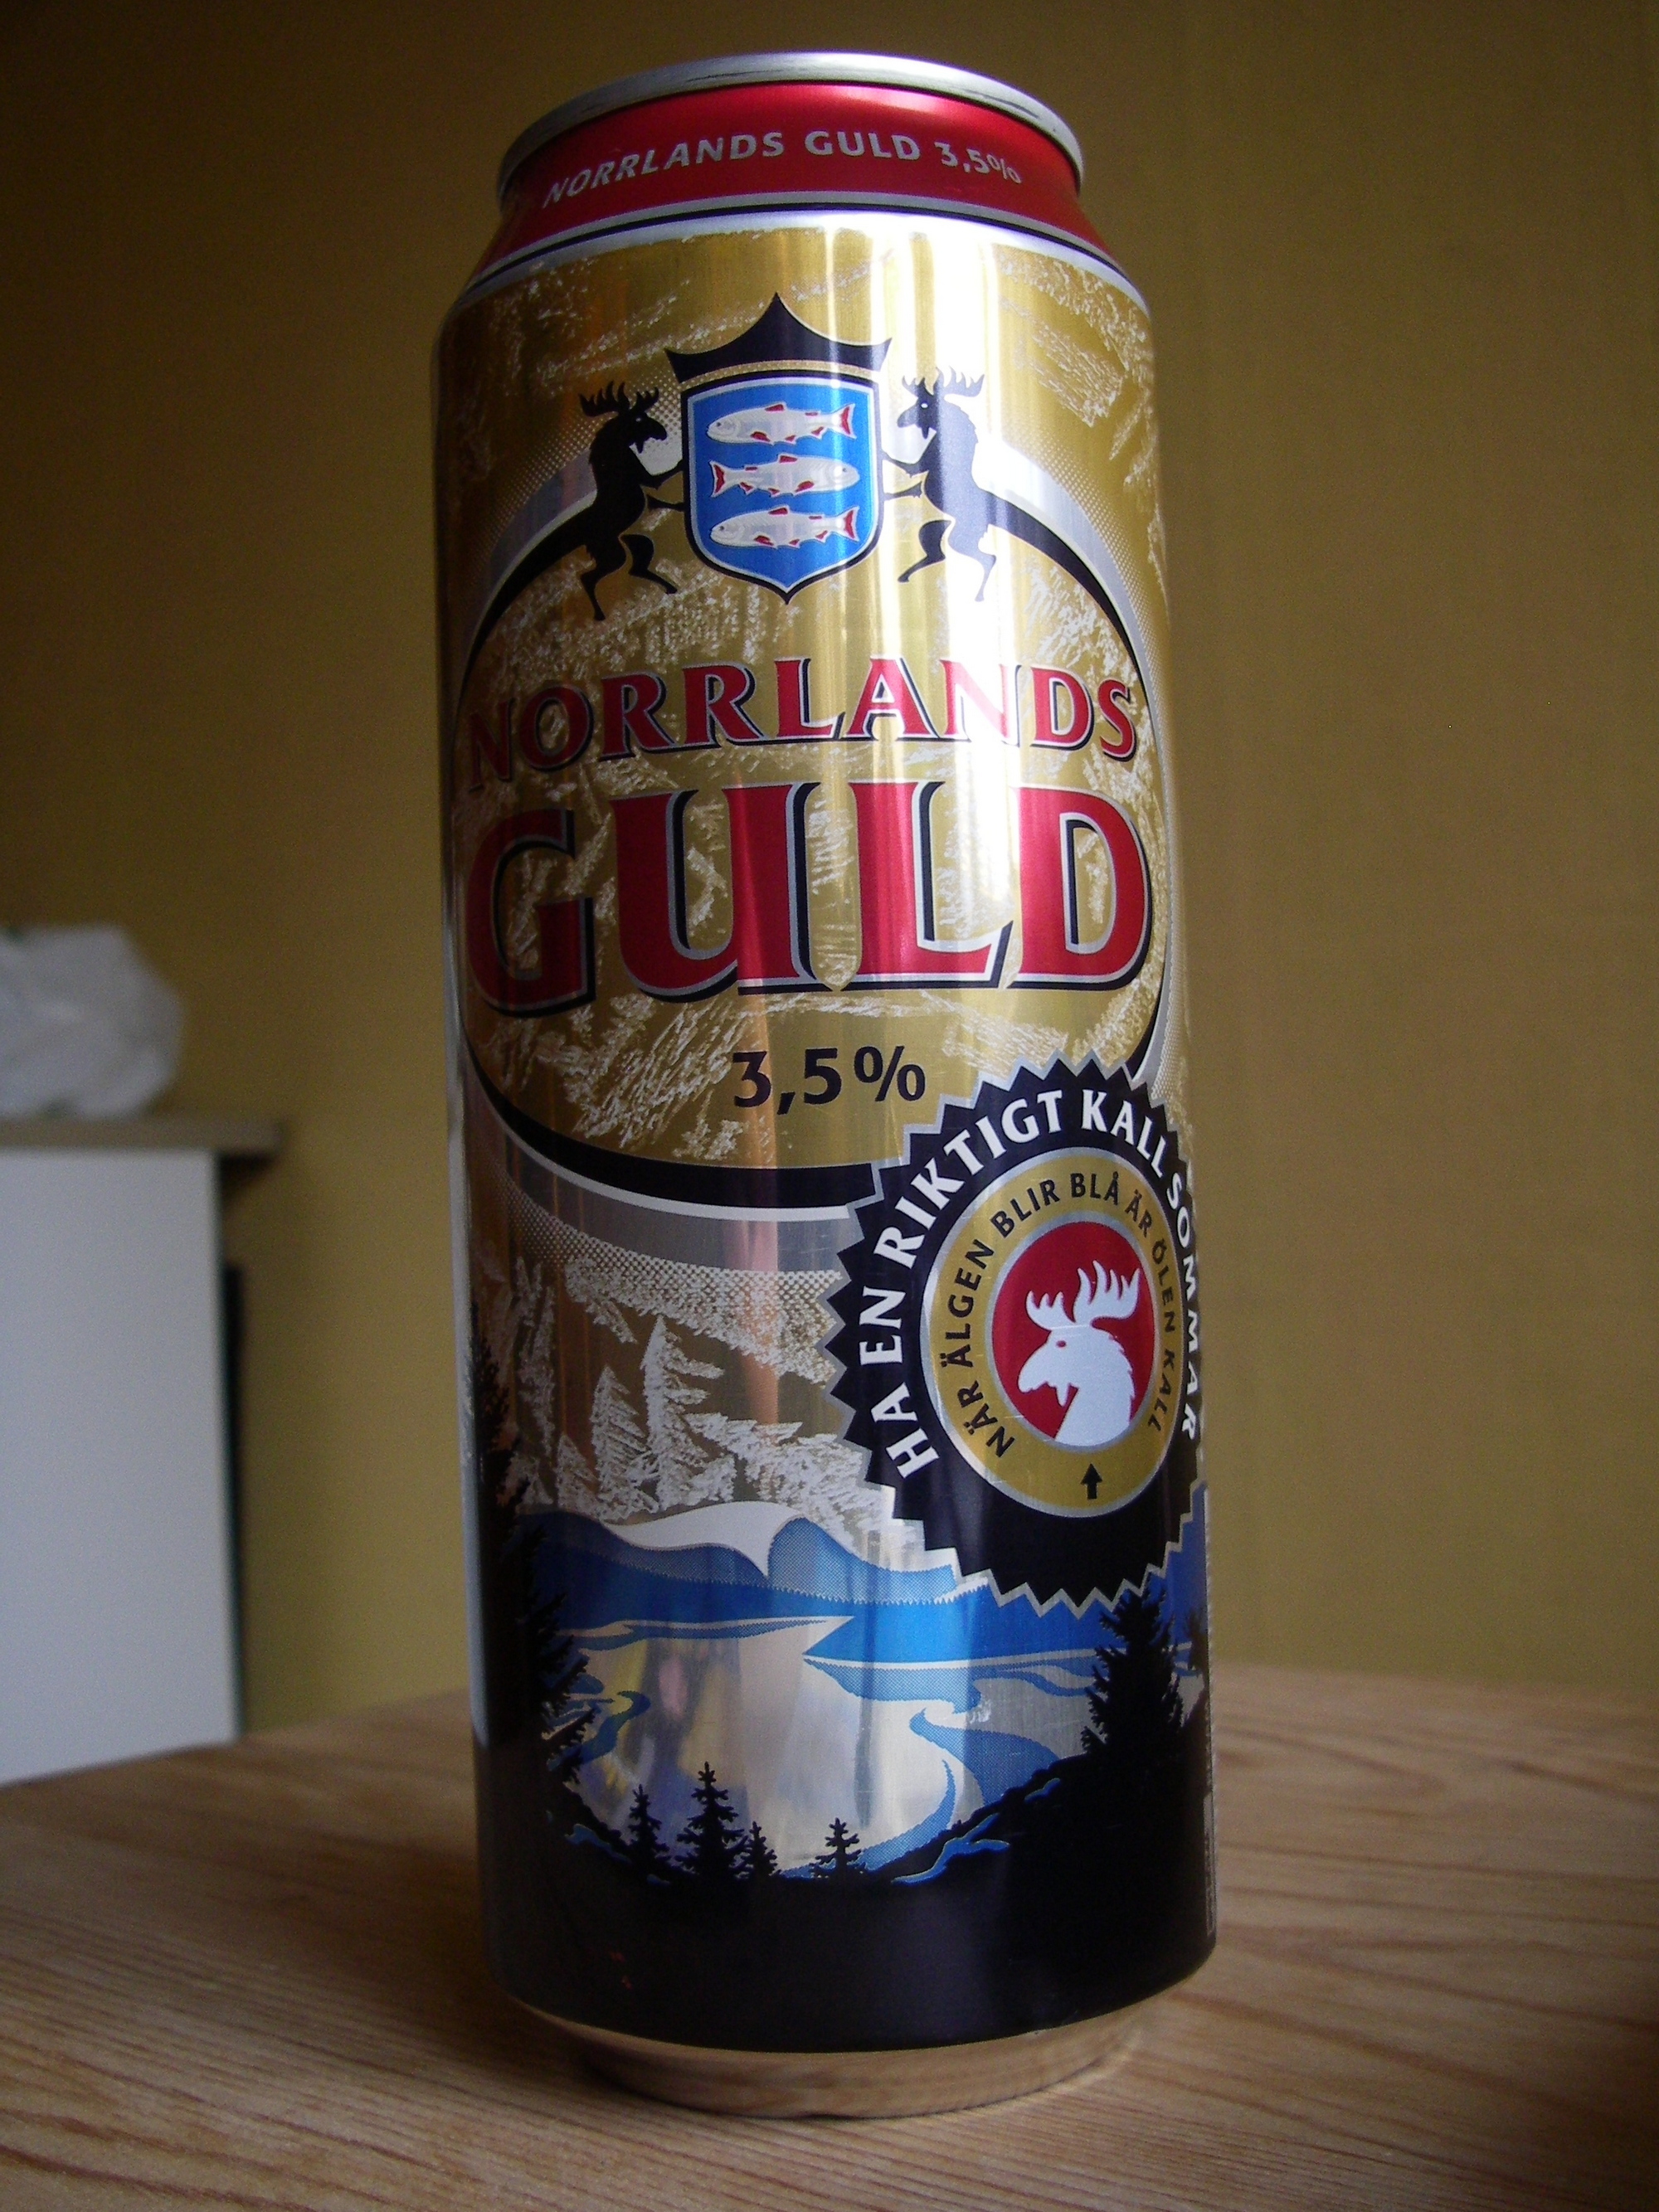 NORRLANDS GULD 3,5%
NORRLANDS
GULD
3,5%
HA EN RIKTIGT KALL SOMMAR
NÄR ÄLGEN BLIR BLÅ ÄR ÖLEN KALL